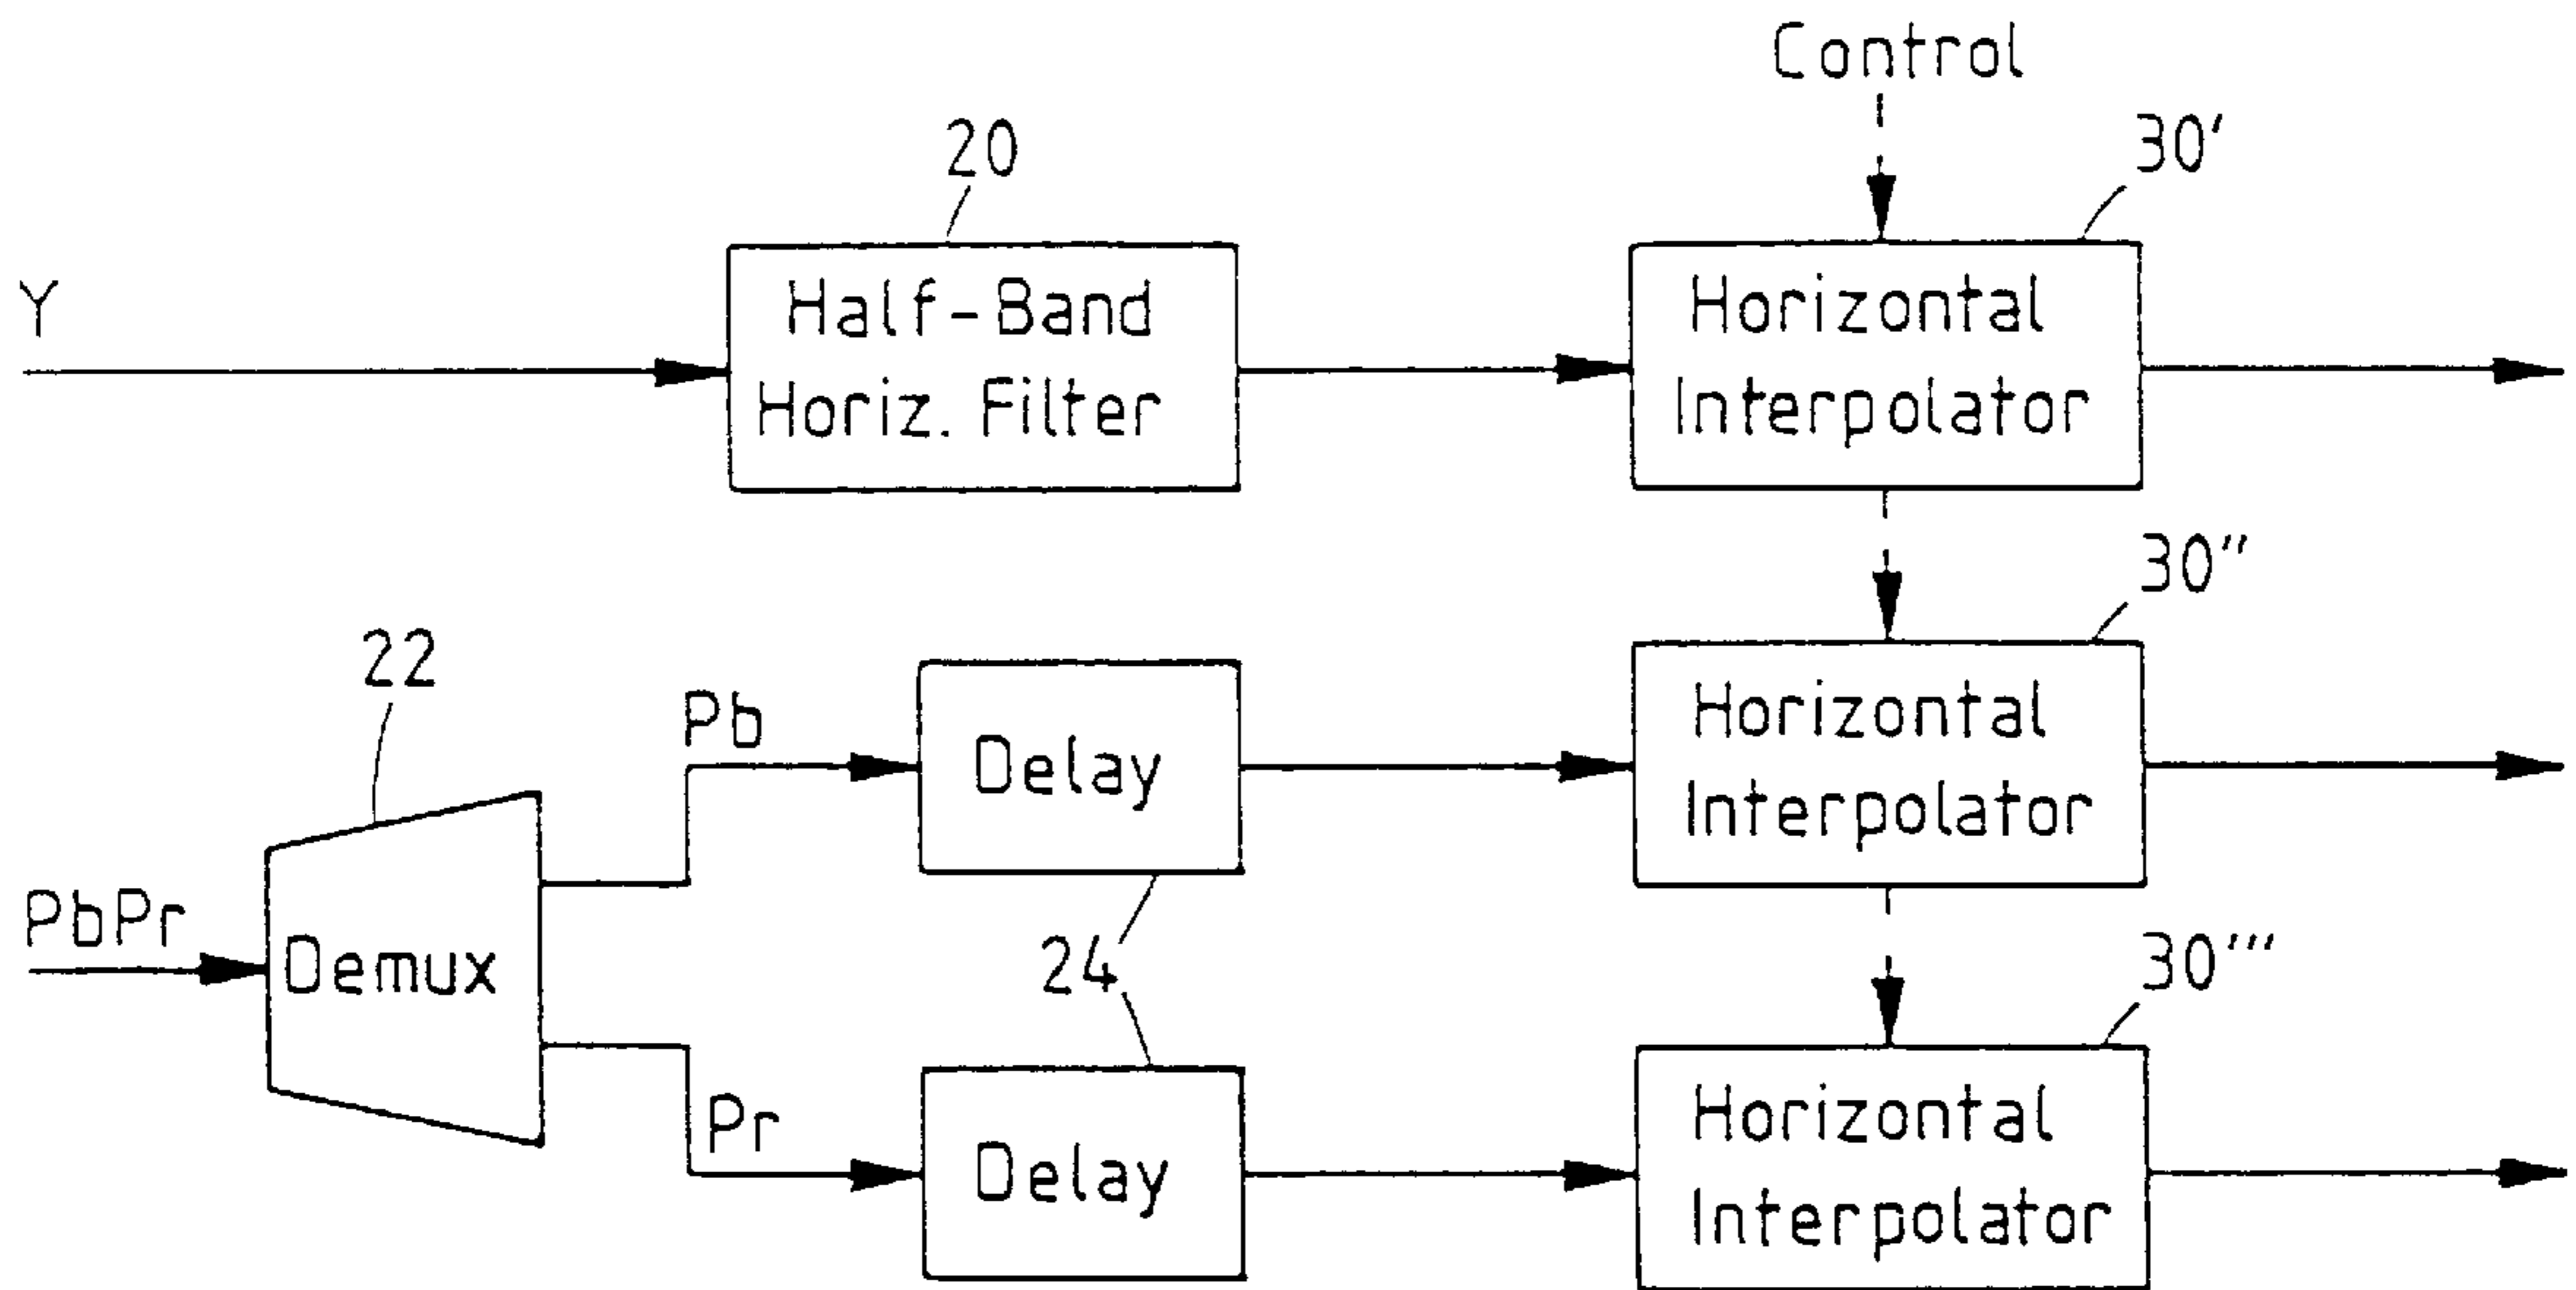 Control
20
30'
Y
Half-Band
Horiz. Filter
Horizontal
Interpolator
30''
22
Pb
Delay
Horizontal
Interpolator
PbPr
Demux
24
30'''
Pr
Delay
Horizontal
Interpolator